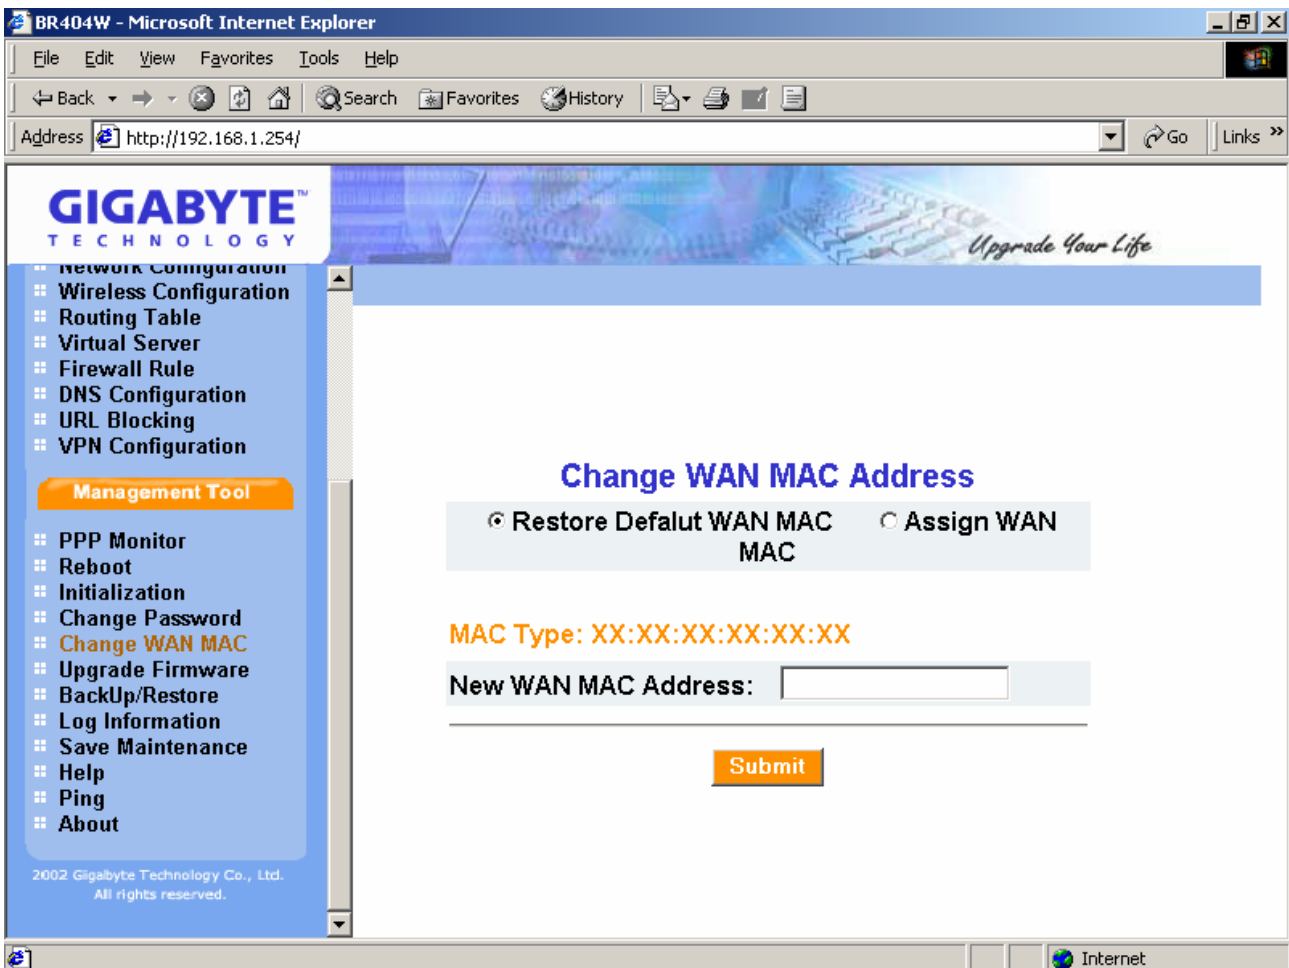 BR404W - Microsoft Internet Explorer
File Edit View Favorites Tools Help
Back Search Favorites History
Address http://192.168.1.254/ Go Links »
GIGABYTE™
TECHNOLOGY
Upgrade Your Life
Network Configuration
Wireless Configuration
Routing Table
Virtual Server
Firewall Rule
DNS Configuration
URL Blocking
VPN Configuration
Management Tool
PPP Monitor
Reboot
Initialization
Change Password
Change WAN MAC
Upgrade Firmware
BackUp/Restore
Log Information
Save Maintenance
Help
Ping
About
2002 Giigabyte Technology Co., Ltd.
All rights reserved.
Change WAN MAC Address
Restore Defalut WAN MAC Assign WAN
MAC
MAC Type: XX:XX:XX:XX:XX:XX
New WAN MAC Address:
Submit
Internet